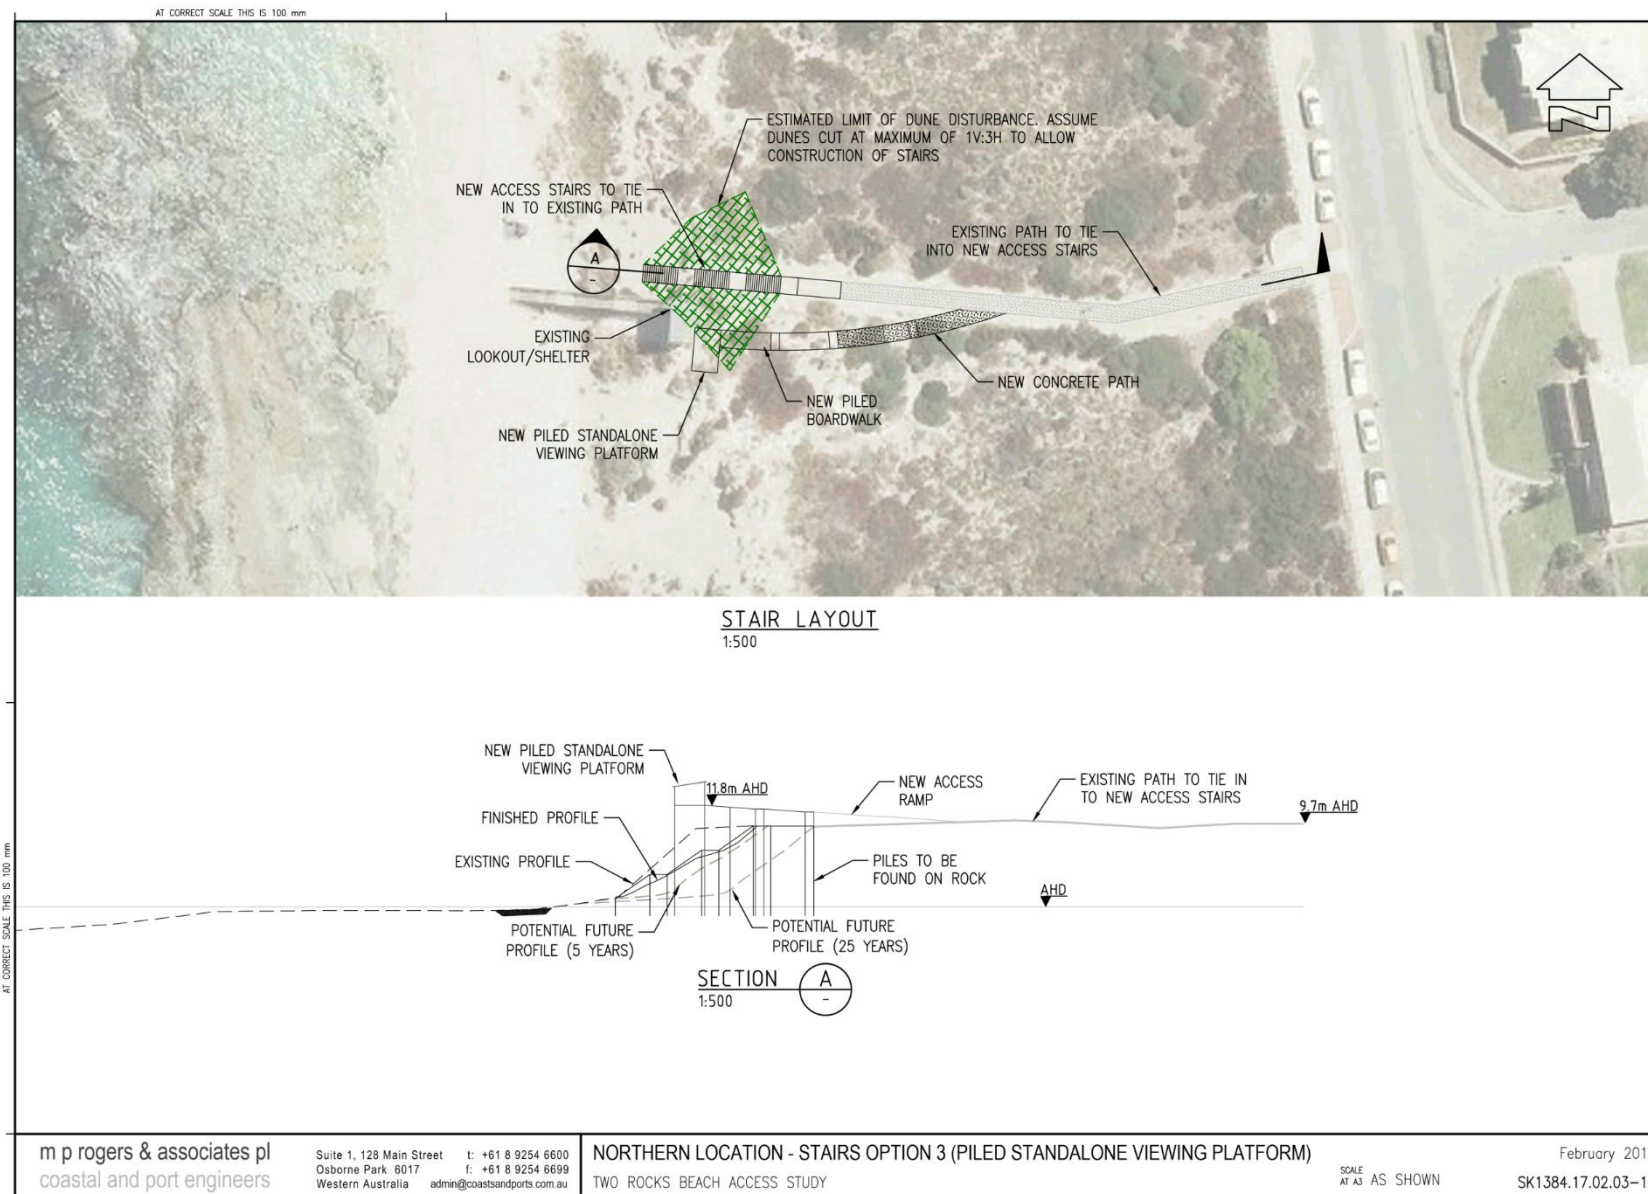 AT CORRECT SCALE THIS IS 100 mm
ESTIMATED LIMIT OF DUNE DISTURBANCE. ASSUME
DUNES CUT AT MAXIMUM OF 1V:3H TO ALLOW
CONSTRUCTION OF STAIRS
NEW ACCESS STAIRS TO TIE
IN TO EXISTING PATH
N
EXISTING PATH TO TIE
INTO NEW ACCESS STAIRS
A
-
EXISTING
LOOKOUT/SHELTER
NEW CONCRETE PATH
NEW PILED
BOARDWALK
NEW PILED STANDALONE
VIEWING PLATFORM
STAIR LAYOUT
1:500
NEW PILED STANDALONE
VIEWING PLATFORM
11.8m AHD
NEW ACCESS
RAMP
EXISTING PATH TO TIE IN
TO NEW ACCESS STAIRS
9.7m AHD
FINISHED PROFILE
EXISTING PROFILE
PILES TO BE
FOUND ON ROCK
AHD
POTENTIAL FUTURE
PROFILE (5 YEARS)
POTENTIAL FUTURE
PROFILE (25 YEARS)
SECTION
A
-
1:500
AT CORRECT SCALE THIS IS 100 mm
m p rogers & associates pl
coastal and port engineers
Suite 1, 128 Main Street t: +61 8 9254 6600
Osborne Park 6017 f: +61 8 9254 6699
Western Australia admin@coastsandports.com.au
NORTHERN LOCATION - STAIRS OPTION 3 (PILED STANDALONE VIEWING PLATFORM)
TWO ROCKS BEACH ACCESS STUDY
SCALE
AT A3 AS SHOWN
February 201
SK1384.17.02.03-1